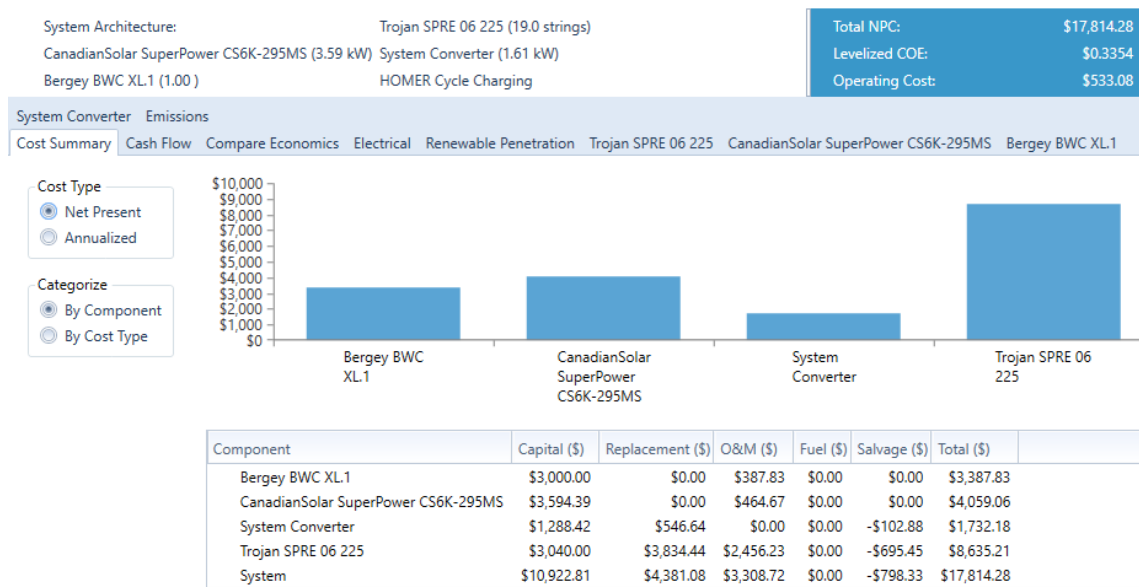 System Architecture: Trojan SPRE 06 225 (19.0 strings) Total NPC: $17,814.28
CanadianSolar SuperPower CS6K-295MS (3.59 kW) System Converter (1.61 kW) Levelized COE: $0.3354
Bergey BWC XL.1 (1.00 ) HOMER Cycle Charging Operating Cost: $533.08
System Converter Emissions
Cost Summary Cash Flow Compare Economics Electrical Renewable Penetration Trojan SPRE 06 225 CanadianSolar SuperPower CS6K-295MS Bergey BWC XL.1
Cost Type
Net Present
Annualized
Categorize
By Component
By Cost Type
$10,000
$9,000
$8,000
$7,000
$6,000
$5,000
$4,000
$3,000
$2,000
$1,000
$0
Bergey BWC
XL.1
CanadianSolar
SuperPower
CS6K-295MS
System
Converter
Trojan SPRE 06
225
Component Capital ($) Replacement ($) O&M ($) Fuel ($) Salvage ($) Total ($)
Bergey BWC XL.1 $3,000.00 $0.00 $387.83 $0.00 $0.00 $3,387.83
CanadianSolar SuperPower CS6K-295MS $3,594.39 $0.00 $464.67 $0.00 $0.00 $4,059.06
System Converter $1,288.42 $546.64 $0.00 $0.00 -$102.88 $1,732.18
Trojan SPRE 06 225 $3,040.00 $3,834.44 $2,456.23 $0.00 -$695.45 $8,635.21
System $10,922.81 $4,381.08 $3,308.72 $0.00 -$798.33 $17,814.28